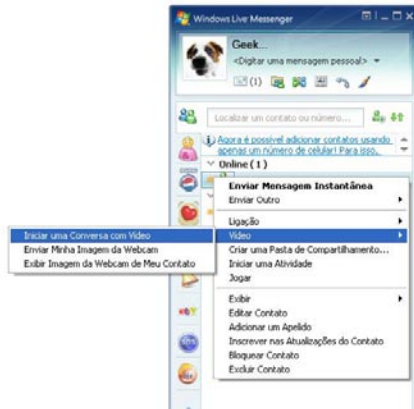 Windows Live Messenger
Geek...
<Digitar uma mensagem pessoal>
(1)
Localizar um contato ou número...
Agora é possível adicionar contatos usando
apenas um número de celular! Para isso,
Online (1)
Enviar Mensagem Instantânea
Enviar Outro
Ligação
Vídeo
Iniciar uma Conversa com Vídeo
Enviar Minha Imagem da Webcam
Exibir Imagem da Webcam de Meu Contato
Criar uma Pasta de Compartilhamento...
Iniciar uma Atividade
Jogar
Exibir
Editar Contato
Adicionar um Apelido
Inscrever nas Atualizações do Contato
Bloquear Contato
Excluir Contato